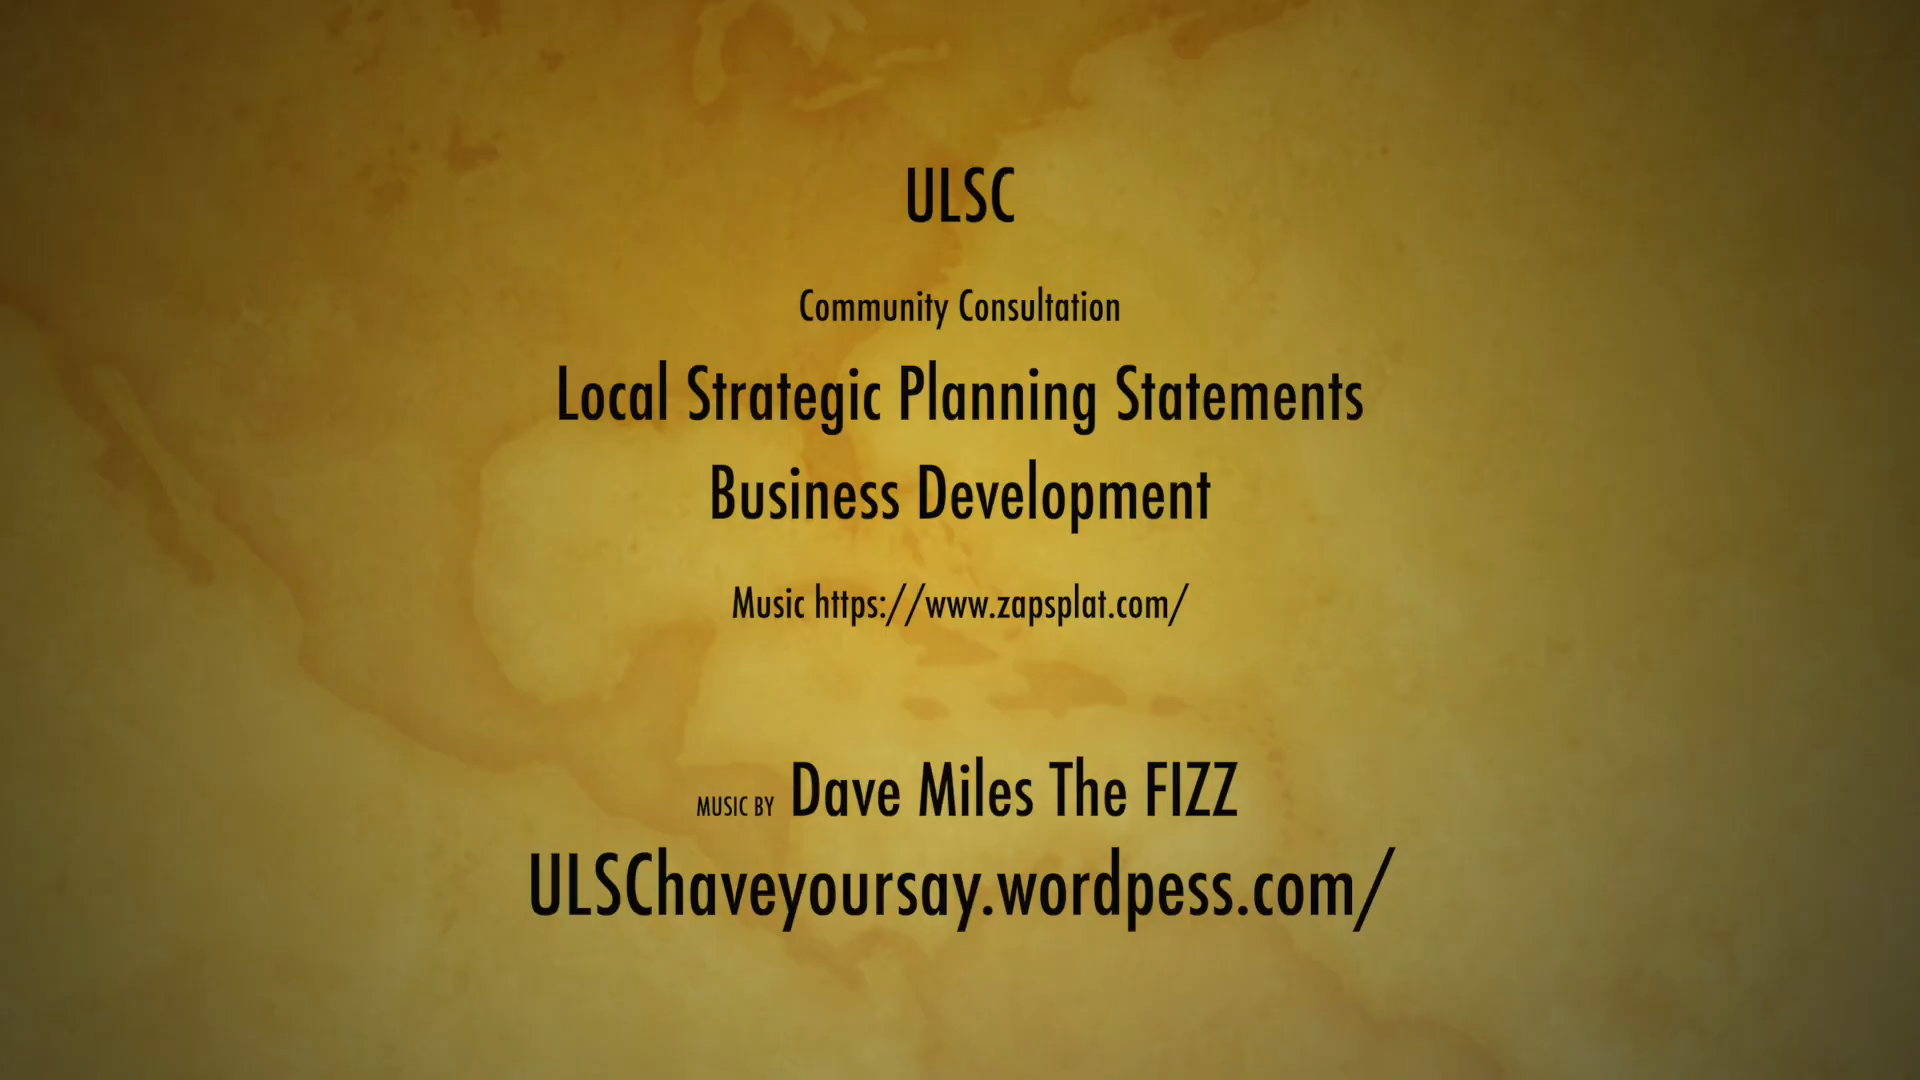 ULSC
Community Consultation
Local Strategic Planning Statements
Business Development
Music https://www.zapsplat.com/
MUSIC BY Dave Miles The FIZZ
ULSChaveyoursay.wordpess.com/